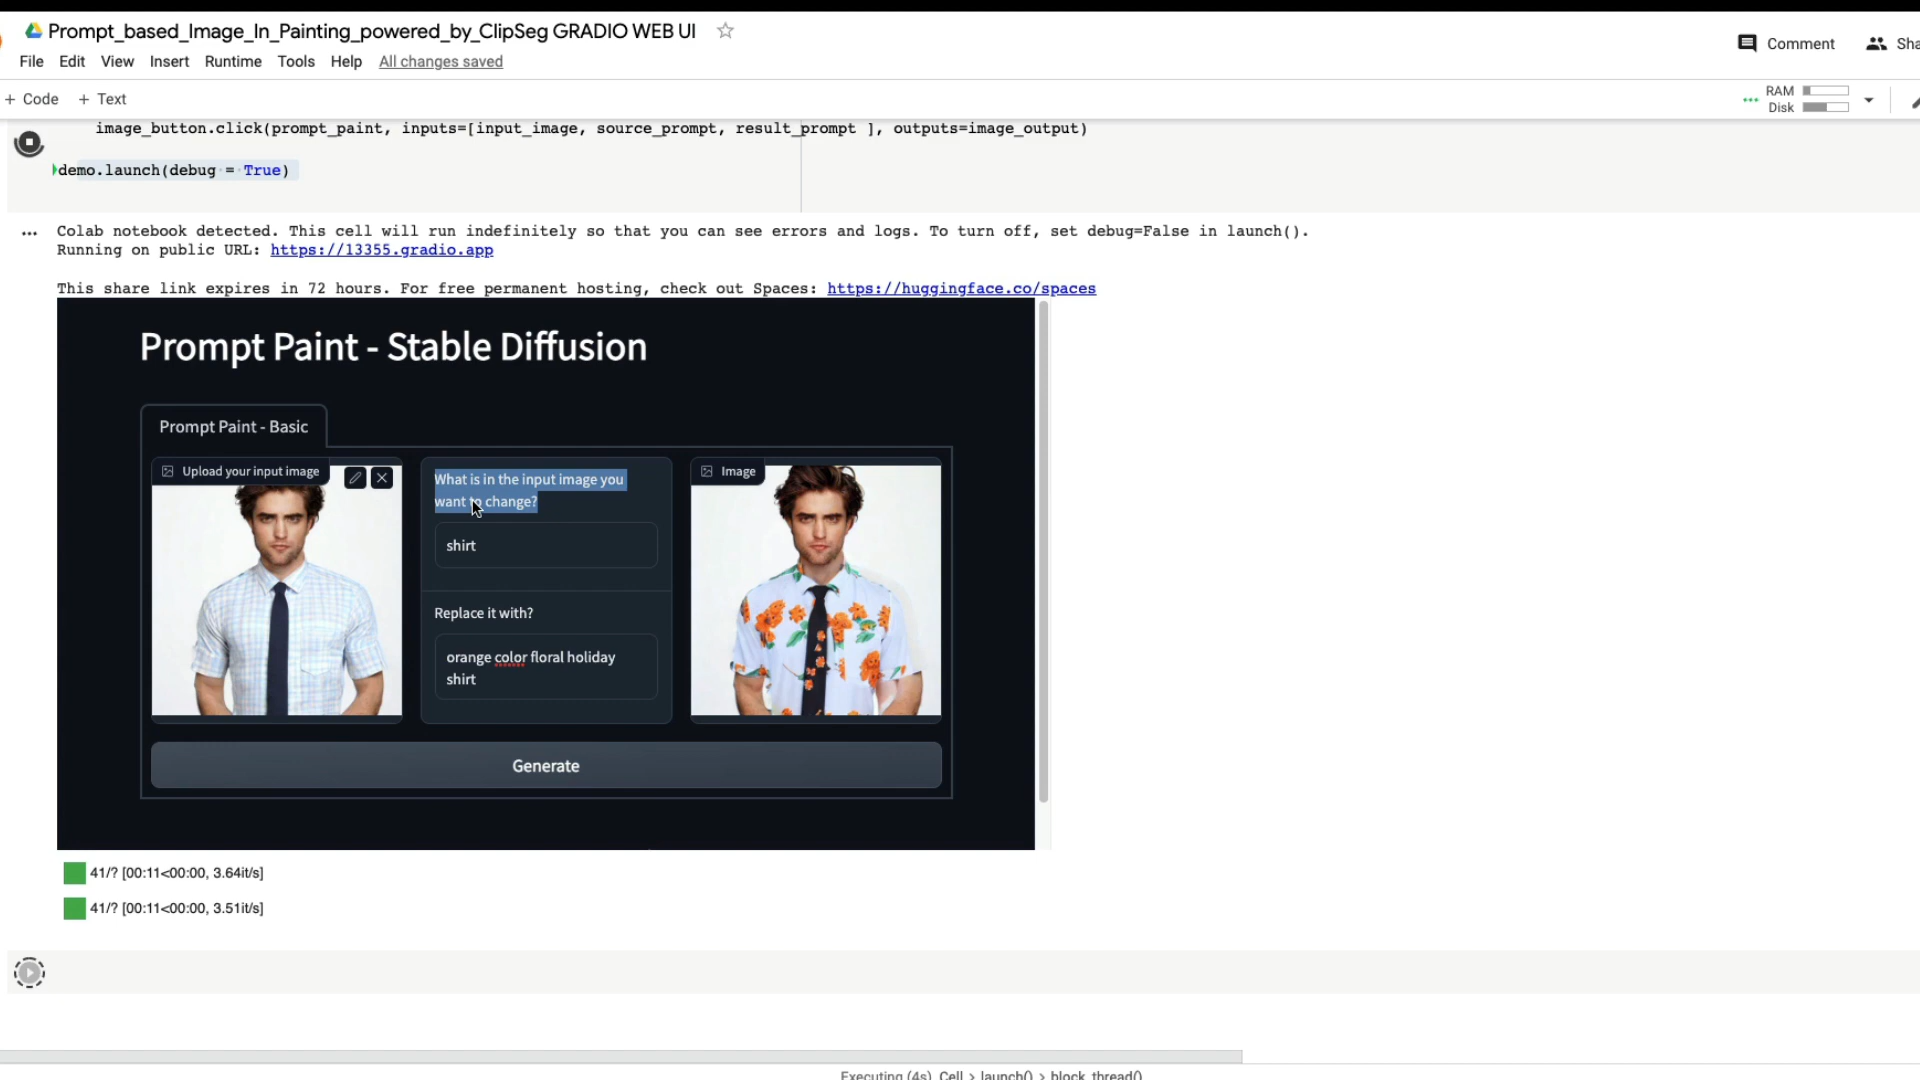 Prompt_based_Image_In_Painting_powered_by_ClipSeg GRADIO WEB UI
Comment
File Edit View Insert Runtime Tools Help All changes saved
+ Code + Text
RAM
Disk
image_button.click(prompt_paint, inputs=[input_image, source_prompt, result_prompt ], outputs=image_output)
demo.launch(debug = True)
Colab notebook detected. This cell will run indefinitely so that you can see errors and logs. To turn off, set debug=False in launch().
Running on public URL: https://13355.gradio.app
This share link expires in 72 hours. For free permanent hosting, check out Spaces: https://huggingface.co/spaces
Prompt Paint - Stable Diffusion
Prompt Paint - Basic
Upload your input image
What is in the input image you
want to change?
shirt
Replace it with?
orange color floral holiday
shirt
Image
Generate
41/? [00:11<00:00, 3.64it/s]
41/? [00:11<00:00, 3.51it/s]
Executing (4s) Cell > launch() > block_thread()